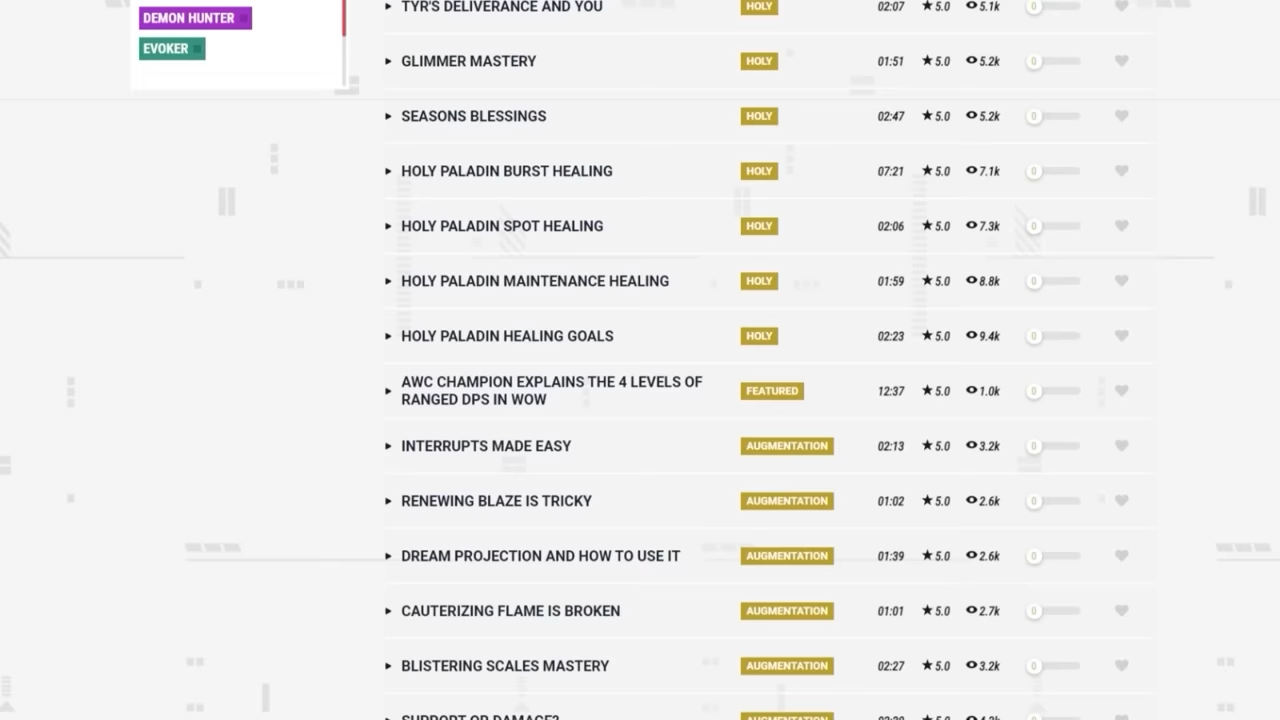 DEMON HUNTER
EVOKER
TYR'S DELIVERANCE AND YOU HOLY 02:07 5.0 5.1k 0
GLIMMER MASTERY HOLY 01:51 5.0 5.2k 0
SEASONS BLESSINGS HOLY 02:47 5.0 5.2k 0
HOLY PALADIN BURST HEALING HOLY 07:21 5.0 7.1k 0
HOLY PALADIN SPOT HEALING HOLY 02:06 5.0 7.3k 0
HOLY PALADIN MAINTENANCE HEALING HOLY 01:59 5.0 8.8k 0
HOLY PALADIN HEALING GOALS HOLY 02:23 5.0 9.4k 0
AWC CHAMPION EXPLAINS THE 4 LEVELS OF
RANGED DPS IN WOW FEATURED 12:37 5.0 1.0k 0
INTERRUPTS MADE EASY AUGMENTATION 02:13 5.0 3.2k 0
RENEWING BLAZE IS TRICKY AUGMENTATION 01:02 5.0 2.6k 0
DREAM PROJECTION AND HOW TO USE IT AUGMENTATION 01:39 5.0 2.6k 0
CAUTERIZING FLAME IS BROKEN AUGMENTATION 01:01 5.0 2.7k 0
BLISTERING SCALES MASTERY AUGMENTATION 02:27 5.0 3.2k 0
SUPPORT OR DAMAGE? AUGMENTATION 5.0